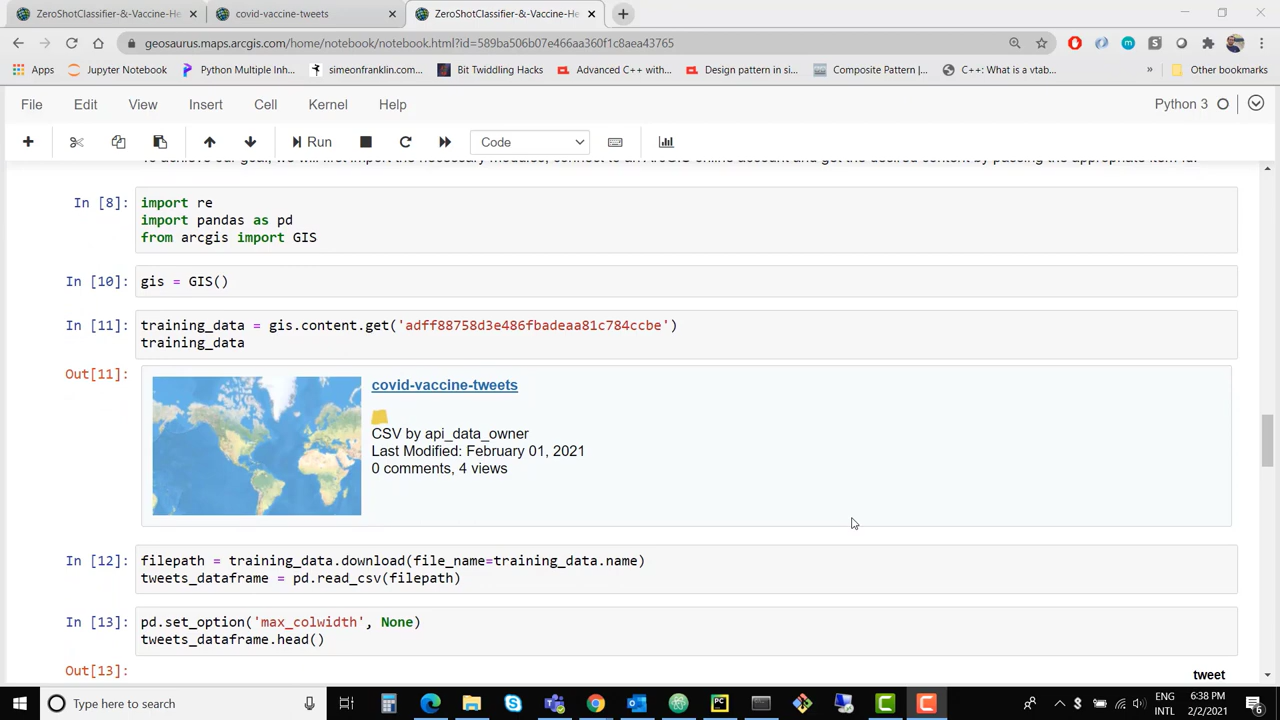 ZeroShotClassifier-&-Vaccine-He
covid-vaccine-tweets
ZeroShotClassifier-&-Vaccine-He
geosaurus.maps.arcgis.com/home/notebook/notebook.html?id=589ba506b07e466aa360f1c8aea43765
Apps
Jupyter Notebook
Python Multiple Inh...
simeonfranklin.com...
Bit Twiddling Hacks
Advanced C++ with...
Design pattern in si...
Composite Pattern |...
C++: What is a vtab...
»
Other bookmarks
File Edit View Insert Cell Kernel Help
Python 3
Run
Code
In [8]:
import re
import pandas as pd
from arcgis import GIS
In [10]:
gis = GIS()
In [11]:
training_data = gis.content.get('adff88758d3e486fbadeaa81c784ccbe')
training_data
Out[11]:
covid-vaccine-tweets
CSV by api_data_owner
Last Modified: February 01, 2021
0 comments, 4 views
In [12]:
filepath = training_data.download(file_name=training_data.name)
tweets_dataframe = pd.read_csv(filepath)
In [13]:
pd.set_option('max_colwidth', None)
tweets_dataframe.head()
Out[13]:
tweet
Type here to search
ENG
INTL
6:38 PM
2/2/2021
6